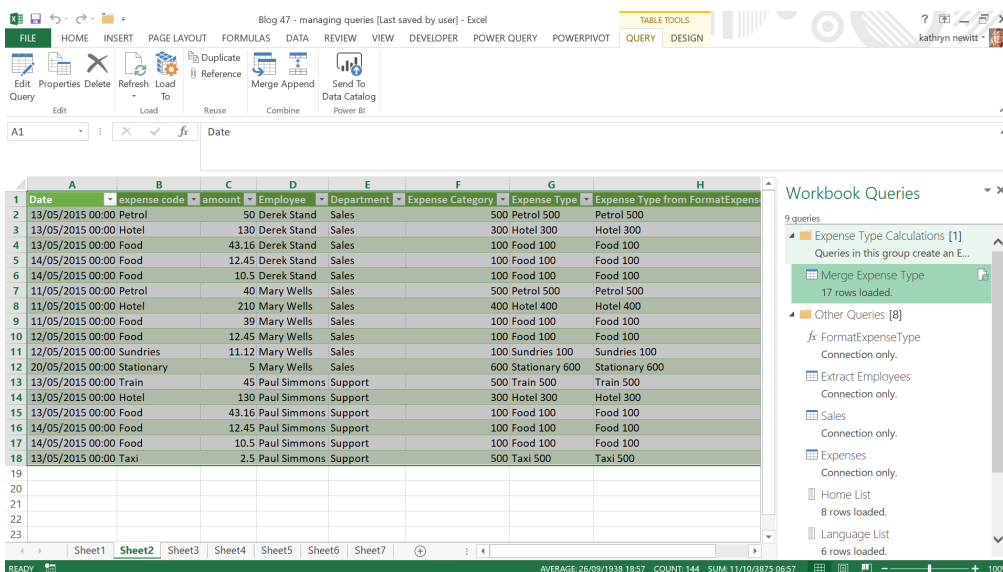 Blog 47 - managing queries [Last saved by user] - Excel
TABLE TOOLS
FILE HOME INSERT PAGE LAYOUT FORMULAS DATA REVIEW VIEW DEVELOPER POWER QUERY POWERPIVOT QUERY DESIGN
kathryn newitt
Edit Query
Properties
Delete
Refresh
Load To
Duplicate
Reference
Merge
Append
Send To Data Catalog
Edit Load Reuse Combine Power BI
A1 fx Date
A B C D E F G H
1 Date expense code amount Employee Department Expense Category Expense Type Expense Type from FormatExpens
2 13/05/2015 00:00 Petrol 50 Derek Stand Sales 500 Petrol 500 Petrol 500
3 13/05/2015 00:00 Hotel 130 Derek Stand Sales 300 Hotel 300 Hotel 300
4 13/05/2015 00:00 Food 43.16 Derek Stand Sales 100 Food 100 Food 100
5 14/05/2015 00:00 Food 12.45 Derek Stand Sales 100 Food 100 Food 100
6 14/05/2015 00:00 Food 10.5 Derek Stand Sales 100 Food 100 Food 100
7 11/05/2015 00:00 Petrol 40 Mary Wells Sales 500 Petrol 500 Petrol 500
8 11/05/2015 00:00 Hotel 210 Mary Wells Sales 400 Hotel 400 Hotel 400
9 11/05/2015 00:00 Food 39 Mary Wells Sales 100 Food 100 Food 100
10 12/05/2015 00:00 Food 12.45 Mary Wells Sales 100 Food 100 Food 100
11 12/05/2015 00:00 Sundries 11.12 Mary Wells Sales 100 Sundries 100 Sundries 100
12 20/05/2015 00:00 Stationary 5 Mary Wells Sales 600 Stationary 600 Stationary 600
13 13/05/2015 00:00 Train 45 Paul Simmons Support 500 Train 500 Train 500
14 13/05/2015 00:00 Hotel 130 Paul Simmons Support 300 Hotel 300 Hotel 300
15 13/05/2015 00:00 Food 43.16 Paul Simmons Support 100 Food 100 Food 100
16 14/05/2015 00:00 Food 12.45 Paul Simmons Support 100 Food 100 Food 100
17 14/05/2015 00:00 Food 10.5 Paul Simmons Support 100 Food 100 Food 100
18 13/05/2015 00:00 Taxi 2.5 Paul Simmons Support 500 Taxi 500 Taxi 500
19
20
21
22
23
Sheet1 Sheet2 Sheet3 Sheet4 Sheet5 Sheet6 Sheet7
Workbook Queries
9 queries
Expense Type Calculations [1]
Queries in this group create an E...
Merge Expense Type
17 rows loaded.
Other Queries [8]
fx FormatExpenseType
Connection only.
Extract Employees
Connection only.
Sales
Connection only.
Expenses
Connection only.
Home List
8 rows loaded.
Language List
6 rows loaded.
READY AVERAGE: 26/09/1938 18:57 COUNT: 144 SUM: 11/10/3875 06:57 100